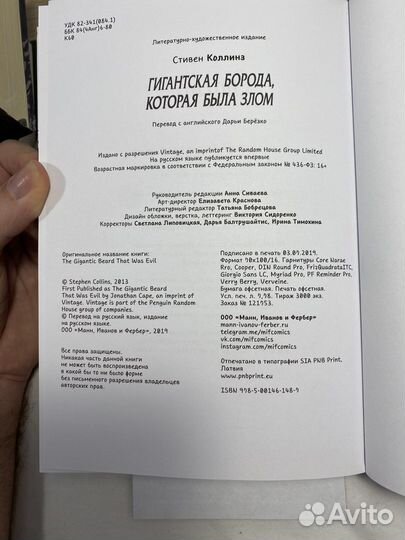 УДК 82-341(084.1)
ББК 84(4Анг)6-80
К60
Литературно-художественное издание
Стивен Коллинз
ГИГАНТСКАЯ БОРОДА,
КОТОРАЯ БЫЛА ЗЛОМ
Перевод с английского Дарьи Берёзко
Издано с разрешения Vintage, an imprintof The Random House Group Limited
На русском языке публикуется впервые
Возрастная маркировка в соответствии с Федеральным законом № 436-ФЗ: 16+
Руководитель редакции Анна Сиваева
Арт-директор Елизавета Краснова
Литературный редактор Татьяна Бобрецова
Дизайн обложки, верстка, леттеринг Виктория Сидоренко
Корректоры Светлана Липовицкая, Дарья Балтрушайтис, Ирина Тимохина
Оригинальное название книги:
The Gigantic Beard That Was Evil
© Stephen Collins, 2013
First Published as The Gigantic Beard
That Was Evil by Jonathan Cape, an imprint of
Vintage. Vintage is part of the Penguin Random
House group of companies.
© Перевод на русский язык, издание
на русском языке.
ООО «Манн, Иванов и Фербер», 2019
Все права защищены.
Никакая часть данной книги
не может быть воспроизведена
в какой бы то ни было форме
без письменного разрешения владельцев
авторских прав.
Подписано в печать 03.09.2019.
Формат 70x100/16. Гарнитуры Core Narae
Pro, Cooper, DIN Round Pro, FrizQuadrataITC,
Giorgio Sans LC, Myriad Pro, PF Reminder Pro,
Verry Berry, Verveine.
Бумага офсетная. Печать офсетная.
Усл. печ. л. 9,98. Тираж 3000 экз.
Заказ № 121953.
ООО «Манн, Иванов и Фербер»
mann-ivanov-ferber.ru
telegram.me/mifcomics
vk.com/mifcomics
instagram.com/mifcomics
Отпечатано в типографии SIA PNB Print.
Латвия
www.pnbprint.eu
ISBN 978-5-00146-148-7
Avito